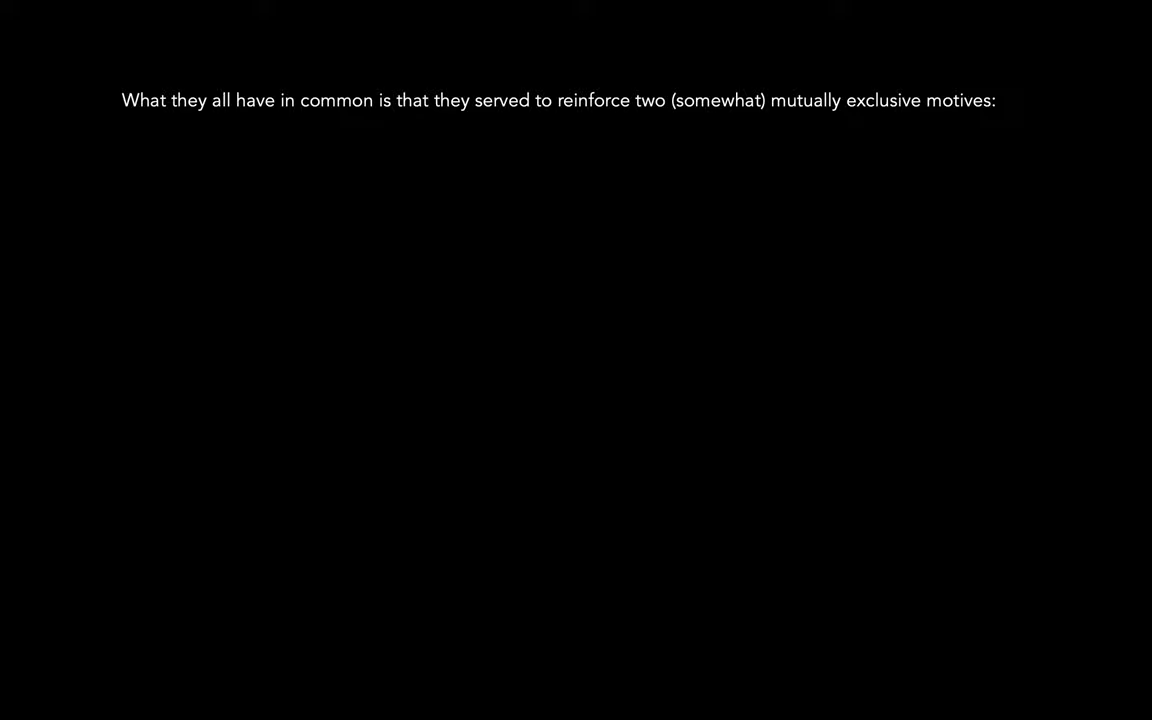 What they all have in common is that they served to reinforce two (somewhat) mutually exclusive motives: